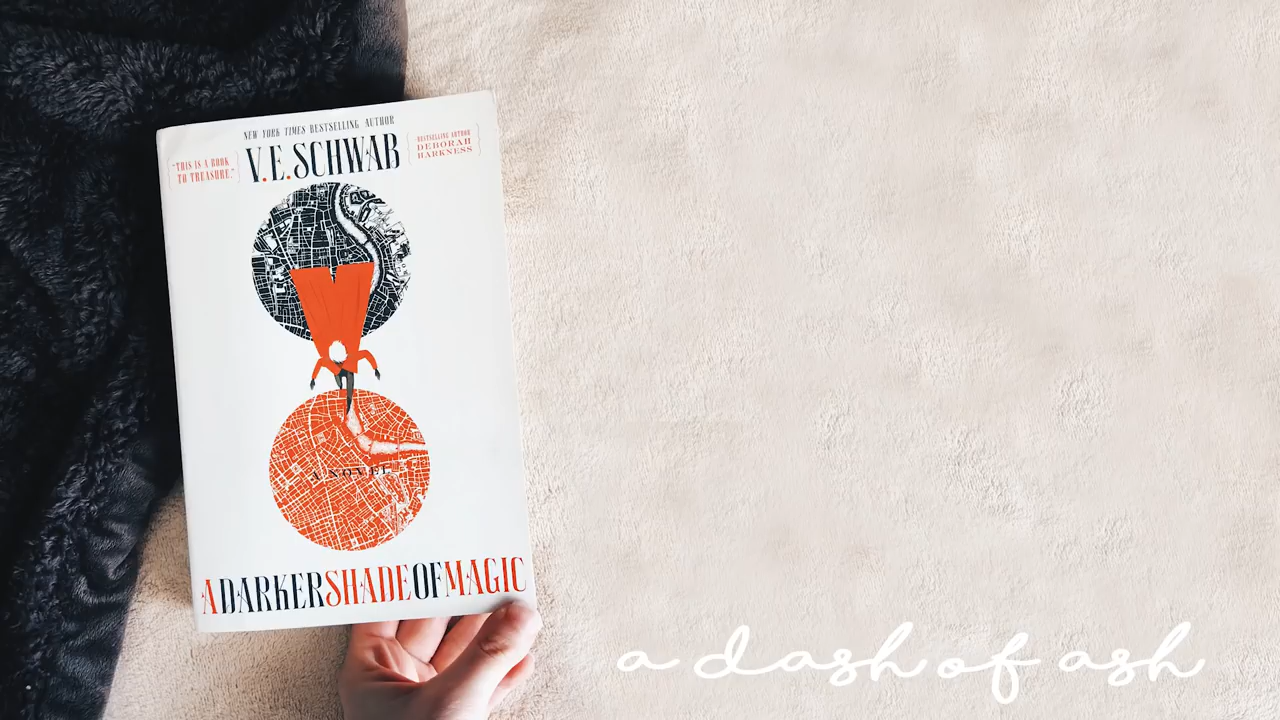 NEW YORK TIMES BESTSELLING AUTHOR
V.E. SCHWAB
"THIS IS A BOOK
TO TREASURE."
BESTSELLING AUTHOR
DEBORAH
HARKNESS
A NOVEL
A DARKER SHADE OF MAGIC
a dash of ash